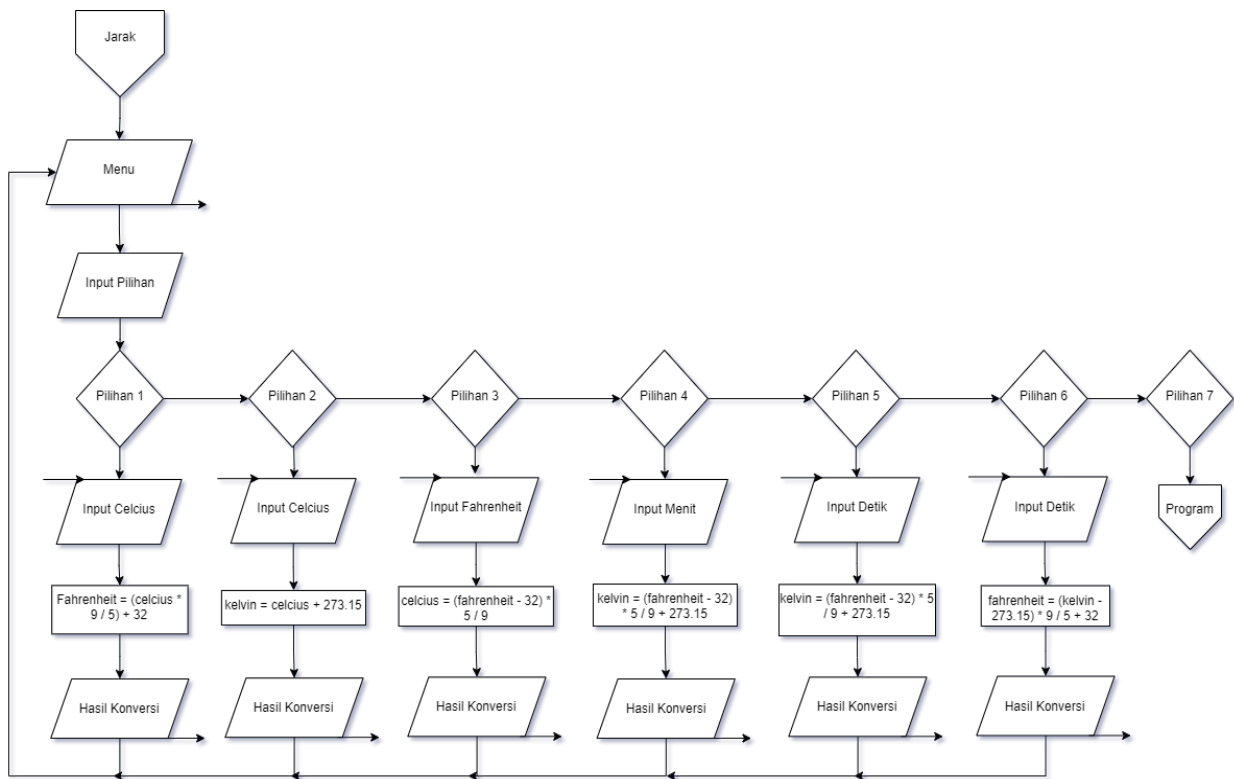 Jarak
Menu
Input Pilihan
Pilihan 1
Pilihan 2
Pilihan 3
Pilihan 4
Pilihan 5
Pilihan 6
Pilihan 7
Input Celcius
Input Celcius
Input Fahrenheit
Input Menit
Input Detik
Input Detik
Program
Fahrenheit = (celcius *
9 / 5) + 32
kelvin = celcius + 273.15
celcius = (fahrenheit - 32) *
5 / 9
kelvin = (fahrenheit - 32)
* 5 / 9 + 273.15
kelvin = (fahrenheit - 32) * 5
/ 9 + 273.15
fahrenheit = (kelvin -
273.15) * 9 / 5 + 32
Hasil Konversi
Hasil Konversi
Hasil Konversi
Hasil Konversi
Hasil Konversi
Hasil Konversi